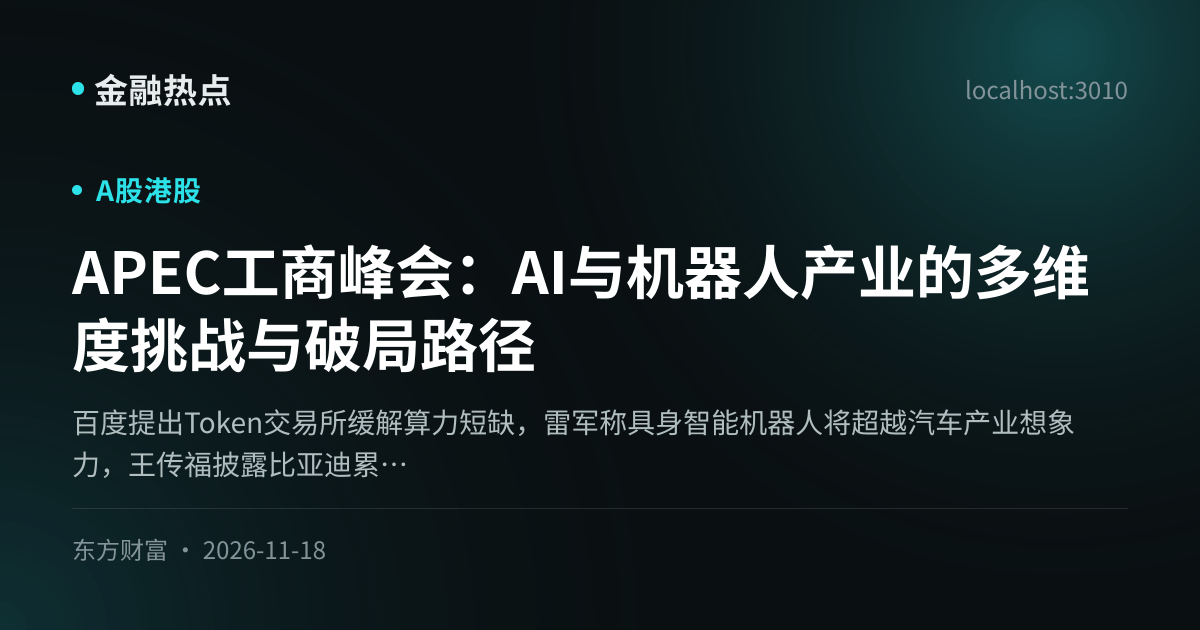 金融热点
localhost:3010
A股港股
APEC工商峰会：AI与机器人产业的多维
度挑战与破局路径
百度提出Token交易所缓解算力短缺，雷军称具身智能机器人将超越汽车产业想象
力，王传福披露比亚迪累…
东方财富 • 2026-11-18